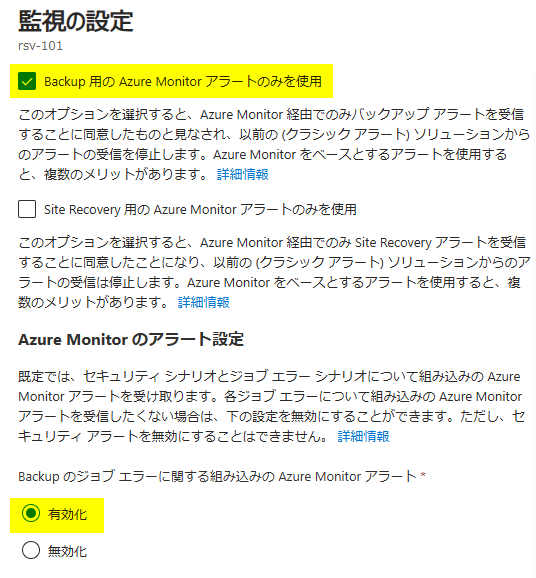 監視の設定
rsv-101
Backup 用の Azure Monitor アラートのみを使用
このオプションを選択すると、Azure Monitor 経由でのみバックアップ アラートを受信
することに同意したものと見なされ、以前の (クラシック アラート) ソリューションから
のアラートの受信を停止します。Azure Monitor をベースとするアラートを使用する
と、複数のメリットがあります。 詳細情報
Site Recovery 用の Azure Monitor アラートのみを使用
このオプションを選択すると、Azure Monitor 経由でのみ Site Recovery アラートを受信
することに同意したことになり、以前の (クラシック アラート) ソリューションからのア
ラートの受信は停止します。Azure Monitor をベースとするアラートを使用すると、複
数のメリットがあります。 詳細情報
Azure Monitor のアラート設定
既定では、セキュリティ シナリオとジョブ エラー シナリオについて組み込みの Azure
Monitor アラートを受け取ります。各ジョブ エラーについて組み込みの Azure Monitor
アラートを受信したくない場合は、下の設定を無効にすることができます。ただし、セ
キュリティ アラートを無効にすることはできません。 詳細情報
Backup のジョブ エラーに関する組み込みの Azure Monitor アラート *
有効化
無効化